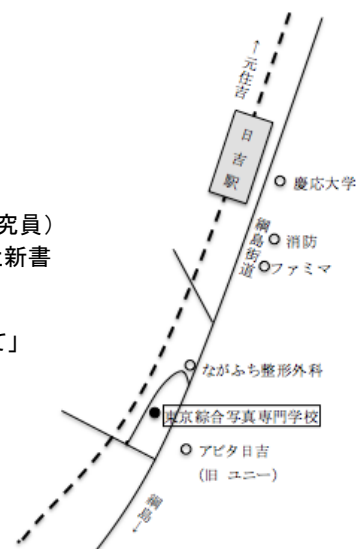 ←元住吉
日吉駅
慶応大学
究員）
綱島街道
消防
新書
ファミマ
て」
ながふち整形外科
東京綜合写真専門学校
アピタ日吉
（旧 ユニー）
綱島→